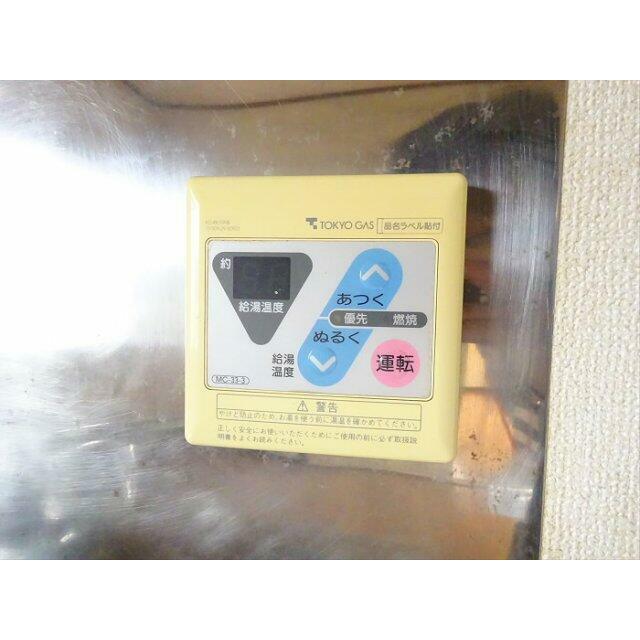 TOKYO GAS
品名ラベル貼付
約
給湯温度
あつく
優先 燃焼
ぬるく
給湯
温度
運転
MC-33-3
⚠ 警告
やけど防止のため、お湯を使う前に湯温を確かめてください。
正しく安全にお使いいただくためにご使用の前に必ず取扱説
明書をよくお読みください。